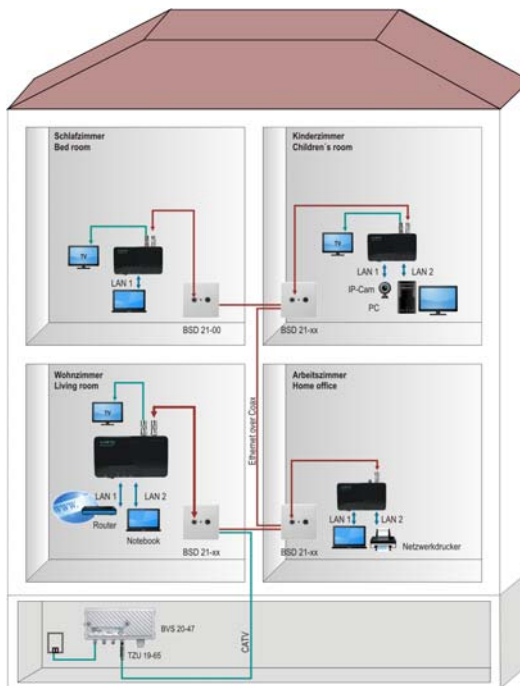 Schlafzimmer
Bed room
TV
LAN 1
BSD 21-00
Kinderzimmer
Children´s room
TV
LAN 1
LAN 2
IP-Cam
PC
BSD 21-xx
Wohnzimmer
Living room
TV
LAN 1
LAN 2
Router
Notebook
BSD 21-xx
Ethernet over Coax
Arbeitszimmer
Home office
LAN 1
LAN 2
Netzwerkdrucker
BSD 21-xx
BVS 20-47
TZU 19-65
CATV